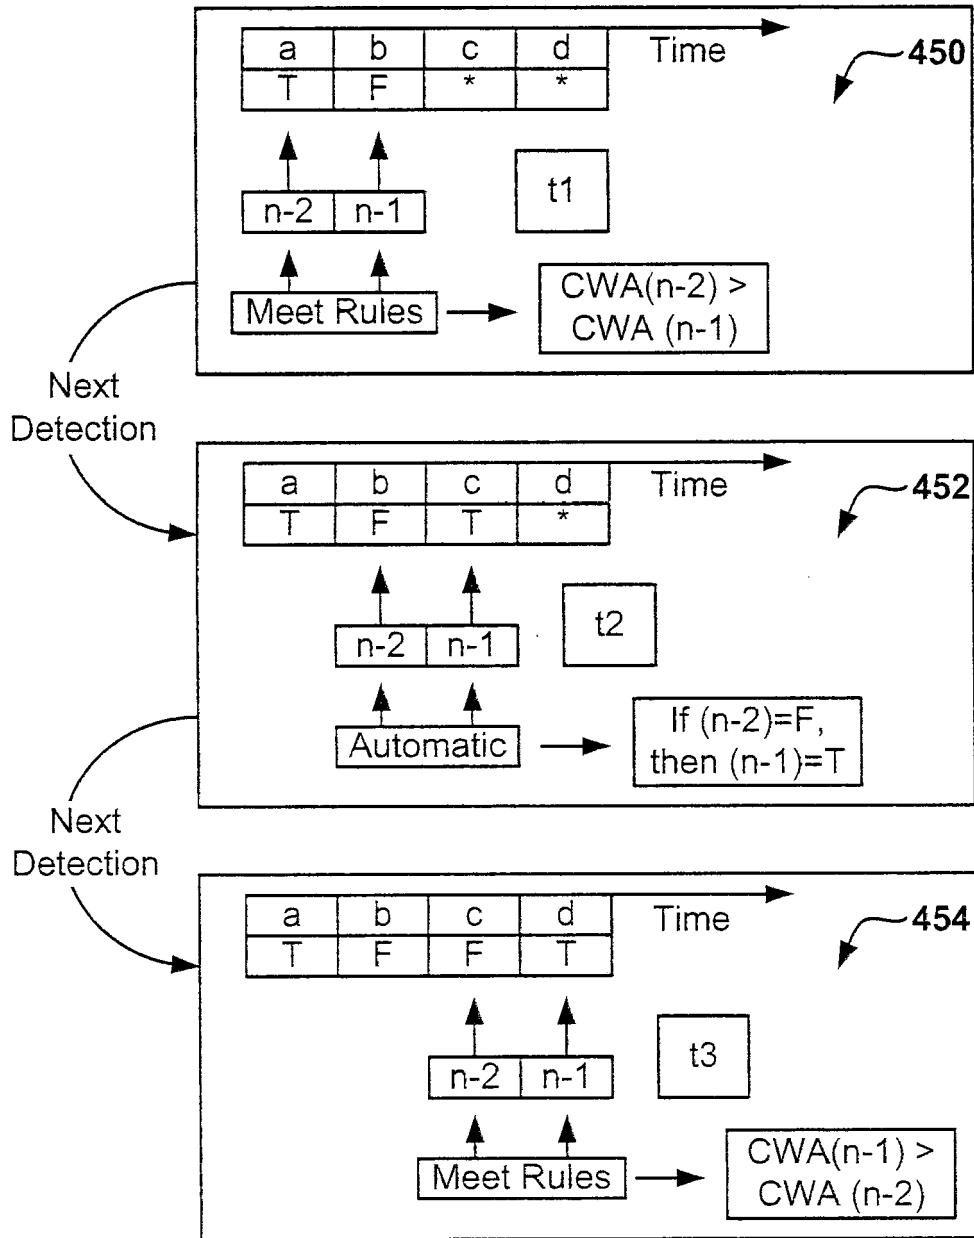 a b c d Time
T F * *
450
n-2 n-1
t1
Meet Rules
CWA(n-2) >
CWA (n-1)
Next
Detection
a b c d Time
T F T *
452
n-2 n-1
t2
Automatic
If (n-2)=F,
then (n-1)=T
Next
Detection
a b c d Time
T F F T
454
n-2 n-1
t3
Meet Rules
CWA(n-1) >
CWA (n-2)